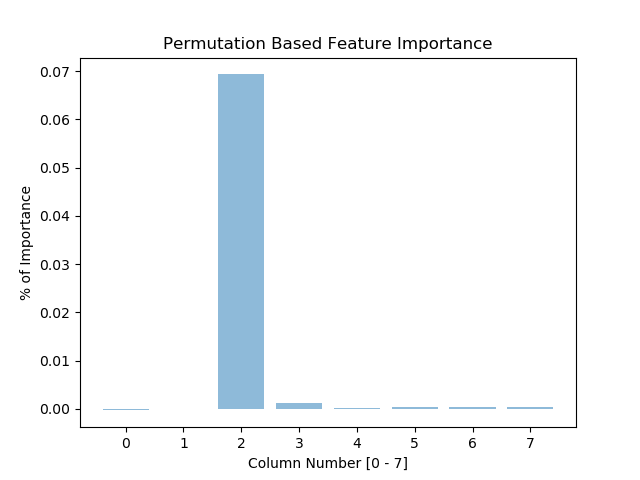 Permutation Based Feature Importance
0.07
0.06
0.05
0.04
0.03
0.02
0.01
0.00
% of Importance
0 1 2 3 4 5 6 7
Column Number [0 - 7]